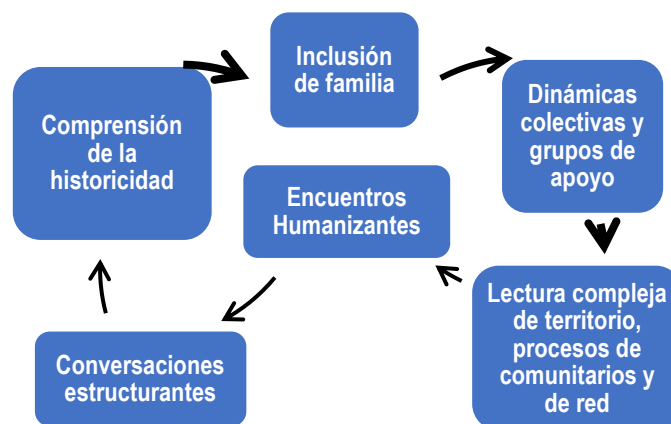 Inclusión
de familia
Dinámicas
colectivas y
grupos de
apoyo
Comprensión
de la
historicidad
Encuentros
Humanizantes
Lectura compleja
de territorio,
procesos de
comunitarios y
de red
Conversaciones
estructurantes